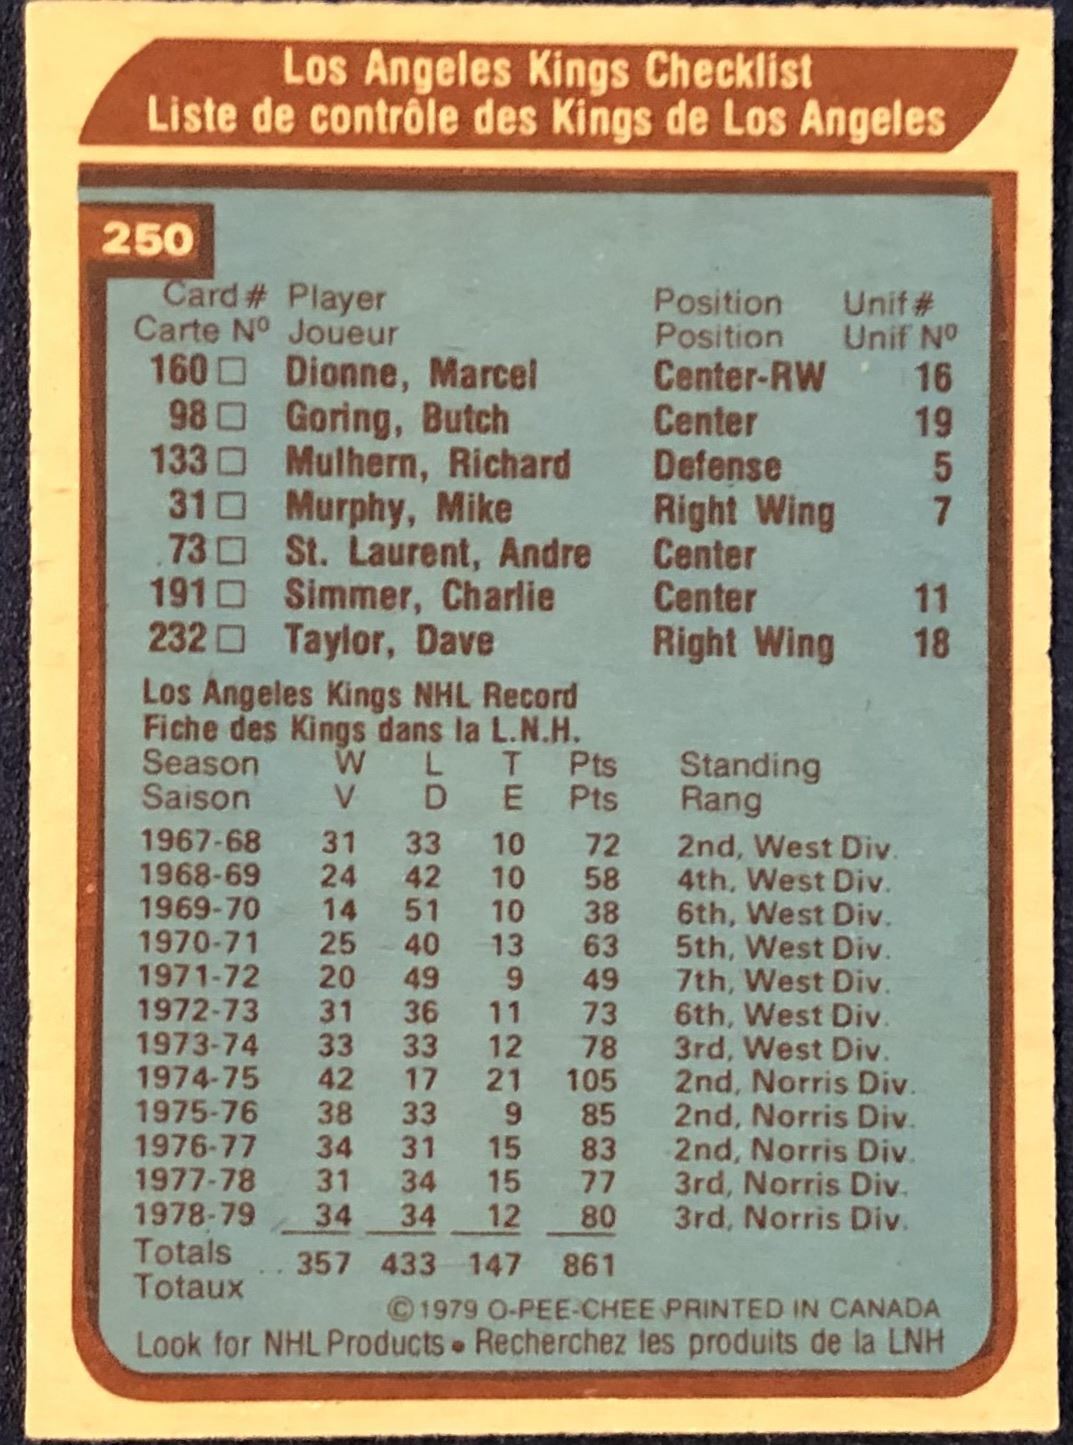 Los Angeles Kings Checklist
Liste de contrôle des Kings de Los Angeles
250
Card # Player Position Unif #
Carte Nº Joueur Position Unif Nº
160 □ Dionne, Marcel Center-RW 16
98 □ Goring, Butch Center 19
133 □ Mulhern, Richard Defense 5
31 □ Murphy, Mike Right Wing 7
73 □ St. Laurent, Andre Center
191 □ Simmer, Charlie Center 11
232 □ Taylor, Dave Right Wing 18
Los Angeles Kings NHL Record
Fiche des Kings dans la L.N.H.
Season W L T Pts Standing
Saison V D E Pts Rang
1967-68 31 33 10 72 2nd, West Div.
1968-69 24 42 10 58 4th, West Div.
1969-70 14 51 10 38 6th, West Div.
1970-71 25 40 13 63 5th, West Div.
1971-72 20 49 9 49 7th, West Div.
1972-73 31 36 11 73 6th, West Div.
1973-74 33 33 12 78 3rd, West Div.
1974-75 42 17 21 105 2nd, Norris Div.
1975-76 38 33 9 85 2nd, Norris Div.
1976-77 34 31 15 83 2nd, Norris Div.
1977-78 31 34 15 77 3rd, Norris Div.
1978-79 34 34 12 80 3rd, Norris Div.
Totals .. 357 433 147 861
Totaux
© 1979 O-PEE-CHEE PRINTED IN CANADA
Look for NHL Products • Recherchez les produits de la LNH